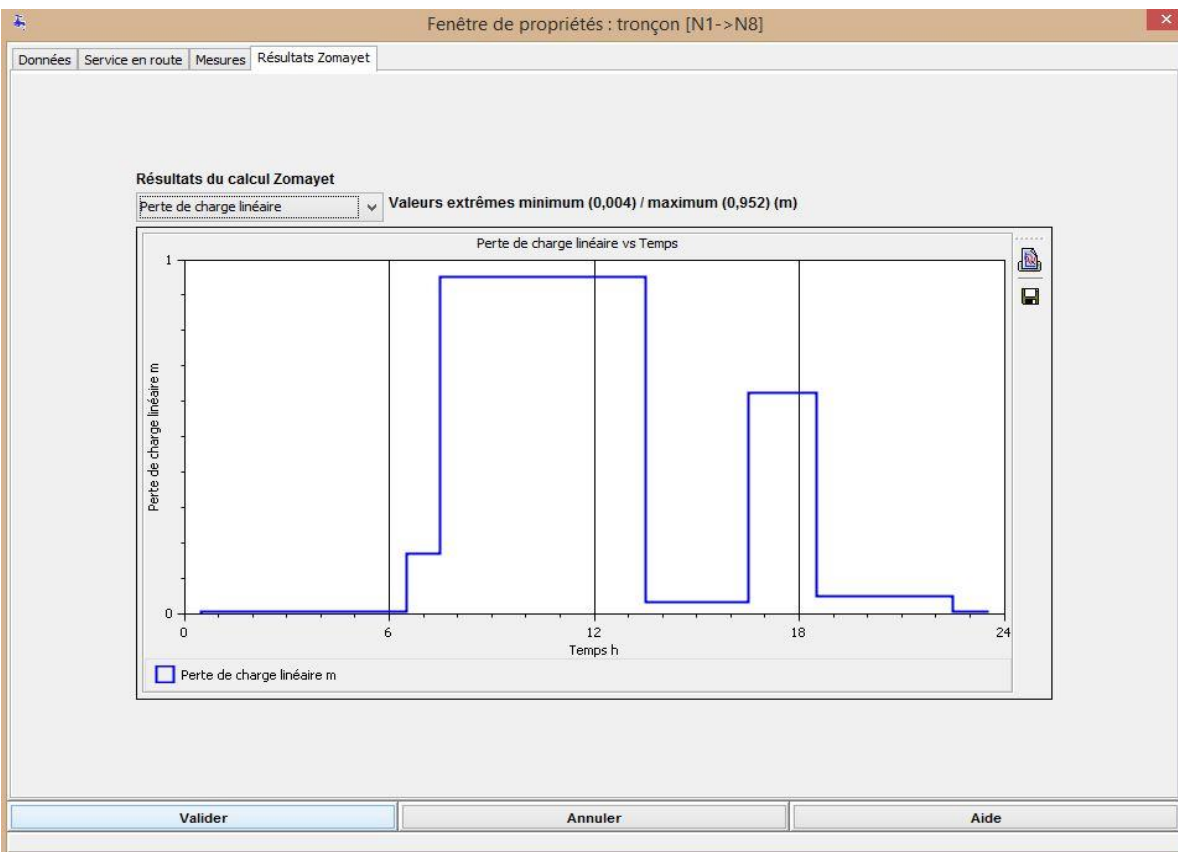 Fenêtre de propriétés : tronçon [N1->N8]
Données Service en route Mesures Résultats Zomayet
Résultats du calcul Zomayet
Perte de charge linéaire Valeurs extrêmes minimum (0,004) / maximum (0,952) (m)
Perte de charge linéaire vs Temps
1
Perte de charge linéaire m
0
0 6 12 18 24
Temps h
Perte de charge linéaire m
Valider Annuler Aide